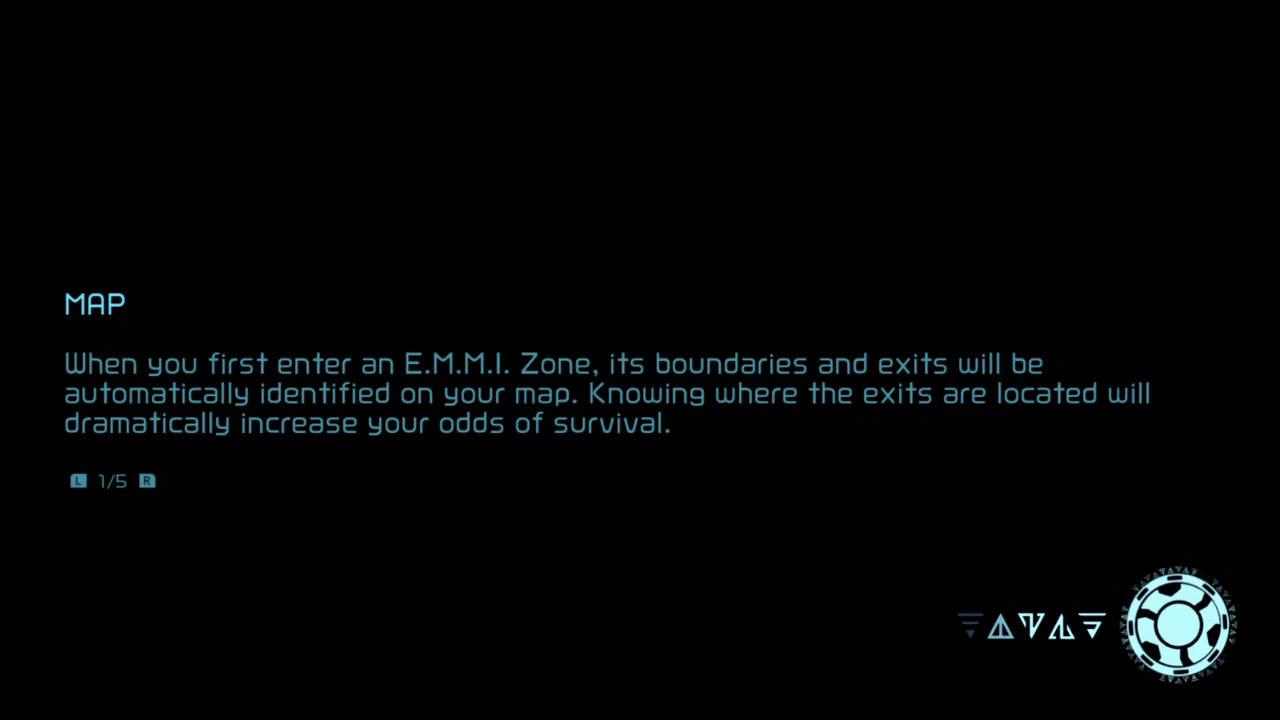 MAP
When you first enter an E.M.M.I. Zone, its boundaries and exits will be
automatically identified on your map. Knowing where the exits are located will
dramatically increase your odds of survival.
L 1/5 R